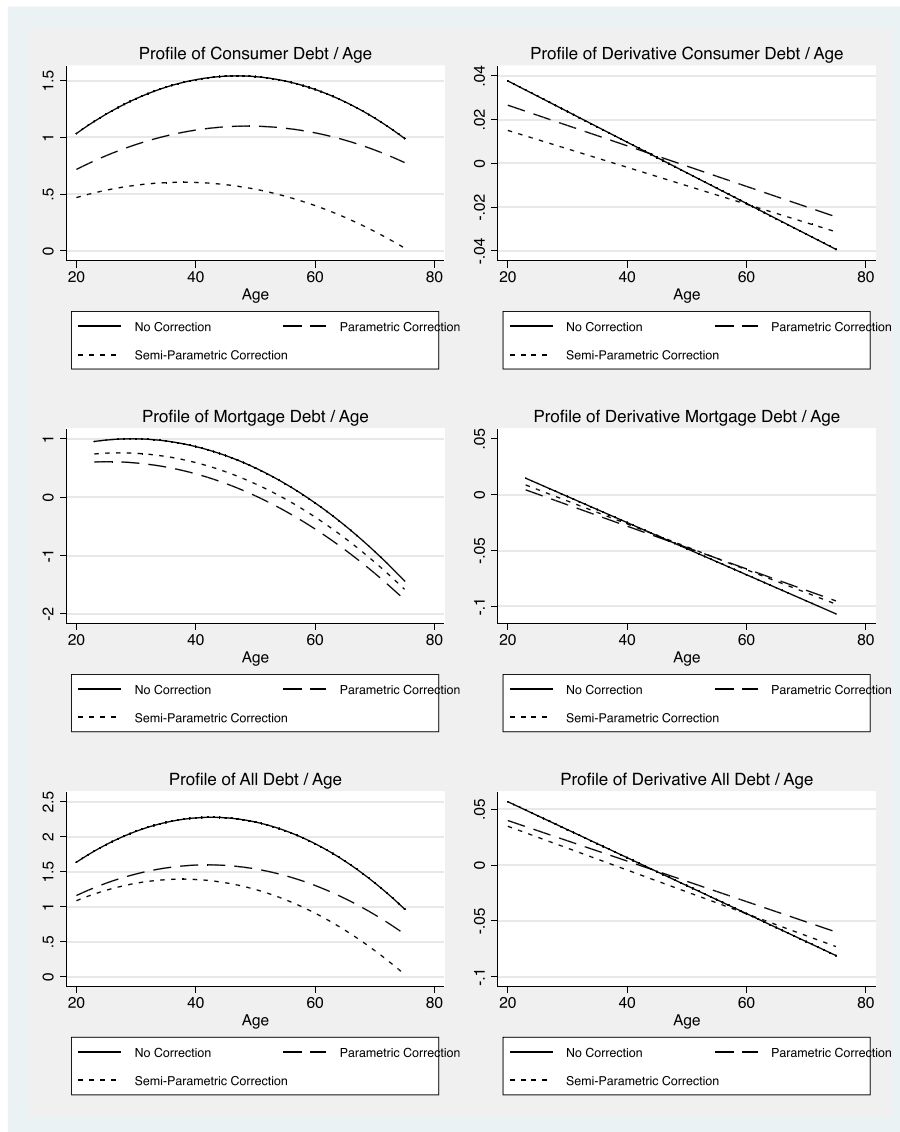 Profile of Consumer Debt / Age
1.5
1
.5
0
20 40 60 80
Age
No Correction Parametric Correction
Semi-Parametric Correction
Profile of Derivative Consumer Debt / Age
.04
.02
0
-.02
-.04
20 40 60 80
Age
No Correction Parametric Correction
Semi-Parametric Correction
Profile of Mortgage Debt / Age
1
0
-1
-2
20 40 60 80
Age
No Correction Parametric Correction
Semi-Parametric Correction
Profile of Derivative Mortgage Debt / Age
.05
0
-.05
-.1
20 40 60 80
Age
No Correction Parametric Correction
Semi-Parametric Correction
Profile of All Debt / Age
2.5
2
1.5
1
.5
0
20 40 60 80
Age
No Correction Parametric Correction
Semi-Parametric Correction
Profile of Derivative All Debt / Age
.05
0
-.05
-.1
20 40 60 80
Age
No Correction Parametric Correction
Semi-Parametric Correction